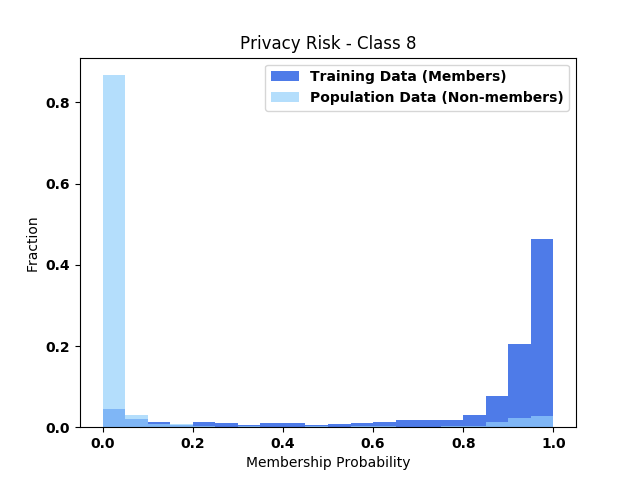 Privacy Risk - Class 8
Training Data (Members)
Population Data (Non-members)
Fraction
0.8
0.6
0.4
0.2
0.0
0.0 0.2 0.4 0.6 0.8 1.0
Membership Probability